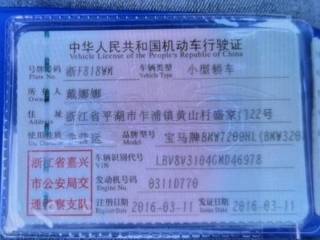 中华人民共和国机动车行驶证
Vehicle License of the People's Republic of China
号牌号码 浙F818WM 车辆类型 小型轿车
Plate No. Vehicle Type
所有人 戴娜娜
住址 浙江省平湖市乍浦镇黄山村盛家门22号
使用性质 非营运 品牌型号 宝马牌BMW7200HL(BMW320
浙江省嘉兴
市公安局交
通警察支队
车辆识别代号 LBV8V3104GMD46978
VIN
发动机号码 0311D770
Engine No.
注册日期 2016-03-11 发证日期 2016-03-11
Register Date Issue Date